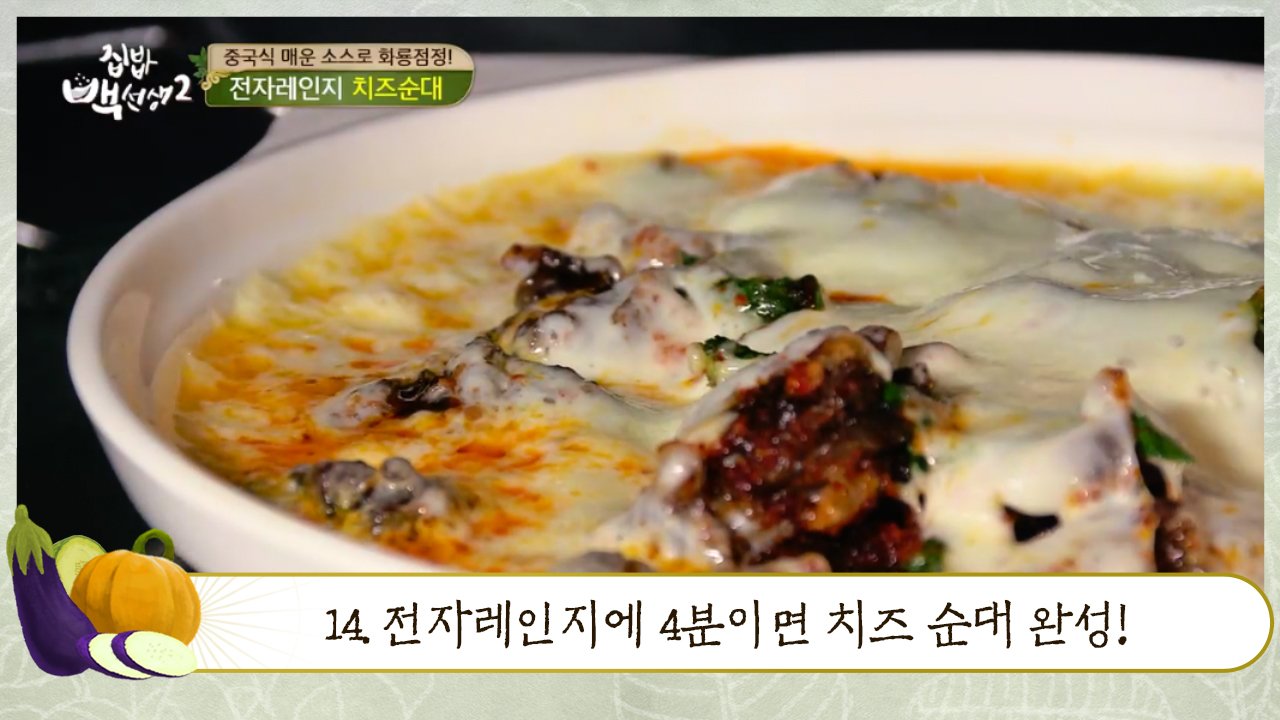 집밥
백선생2
중국식 매운 소스로 화룡점정!
전자레인지 치즈순대
14. 전자레인지에 4분이면 치즈 순대 완성!